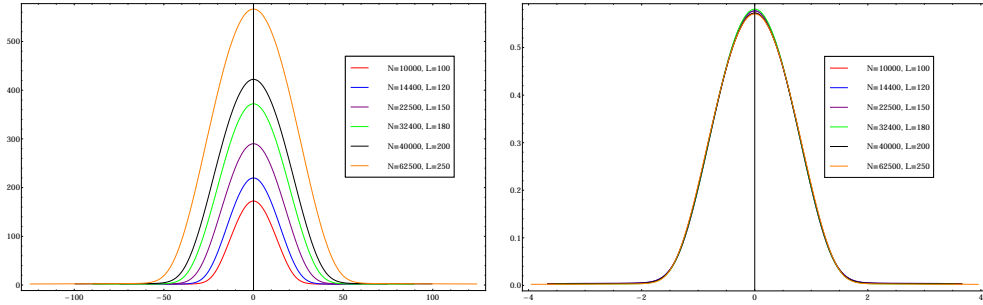 500
400
300
200
100
0
−100
−50
0
50
100
N=10000, L=100
N=14400, L=120
N=22500, L=150
N=32400, L=180
N=40000, L=200
N=62500, L=250
0.5
0.4
0.3
0.2
0.1
0.0
−4
−2
0
2
4
N=10000, L=100
N=14400, L=120
N=22500, L=150
N=32400, L=180
N=40000, L=200
N=62500, L=250